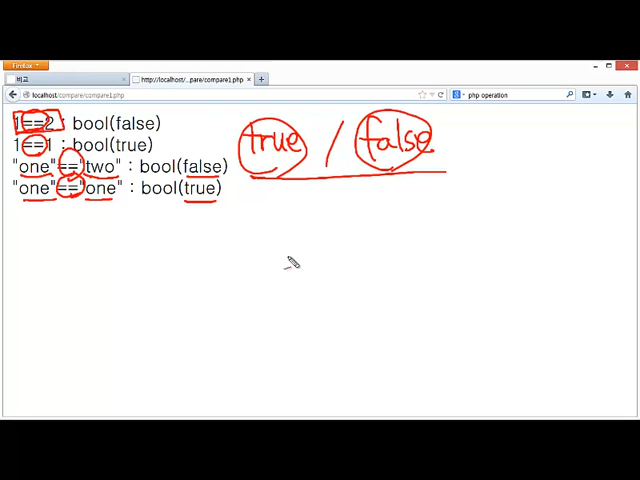 Firefox
비교
http://localhost/...pare/compare1.php
localhost/compare/compare1.php
php operation
1==2 : bool(false)
1==1 : bool(true)
"one"=="two" : bool(false)
"one"=="one" : bool(true)
true / false